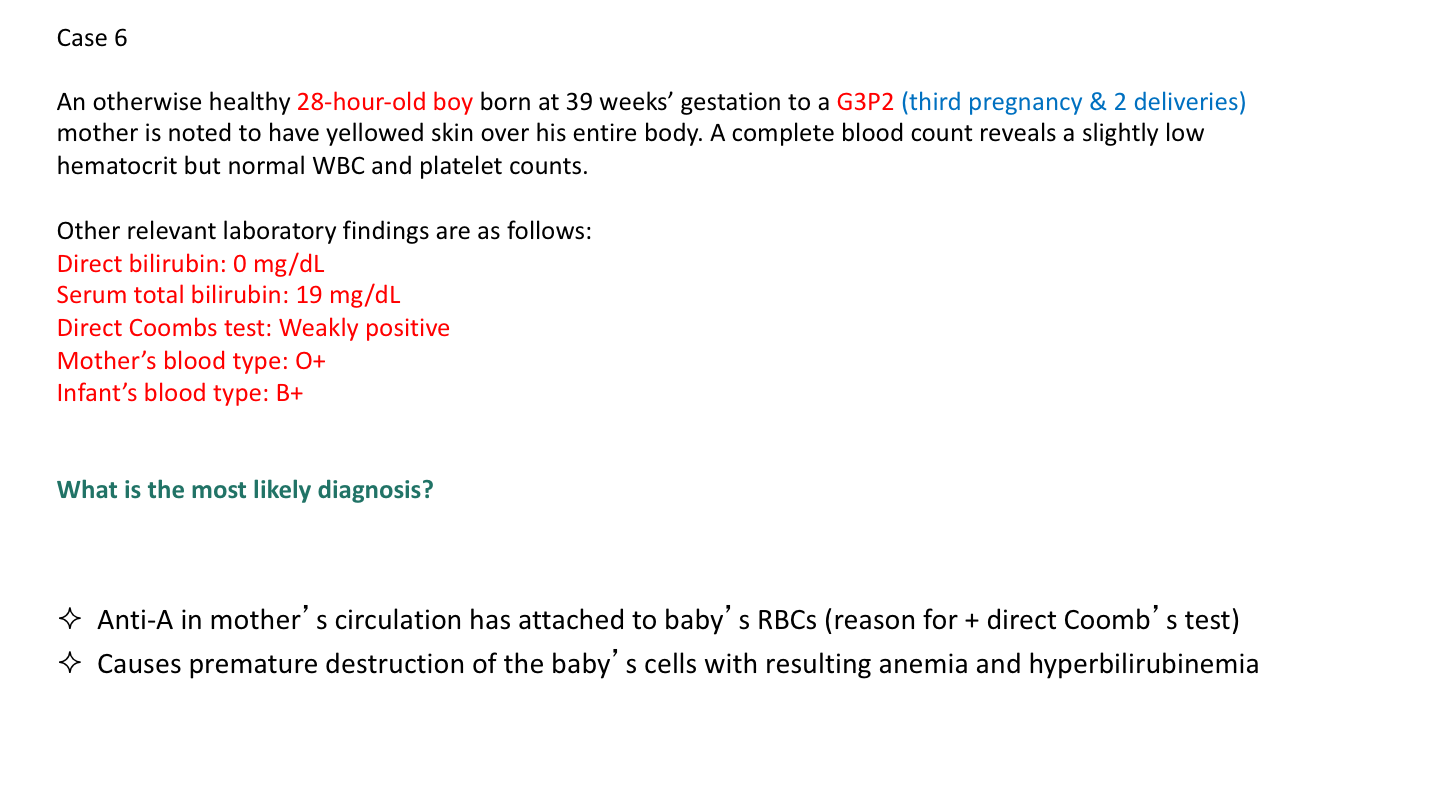 Case 6
An otherwise healthy 28-hour-old boy born at 39 weeks’ gestation to a G3P2 (third pregnancy & 2 deliveries)
mother is noted to have yellowed skin over his entire body. A complete blood count reveals a slightly low
hematocrit but normal WBC and platelet counts.
Other relevant laboratory findings are as follows:
Direct bilirubin: 0 mg/dL
Serum total bilirubin: 19 mg/dL
Direct Coombs test: Weakly positive
Mother’s blood type: O+
Infant’s blood type: B+
What is the most likely diagnosis?
✧ Anti-A in mother’s circulation has attached to baby’s RBCs (reason for + direct Coomb’s test)
✧ Causes premature destruction of the baby’s cells with resulting anemia and hyperbilirubinemia